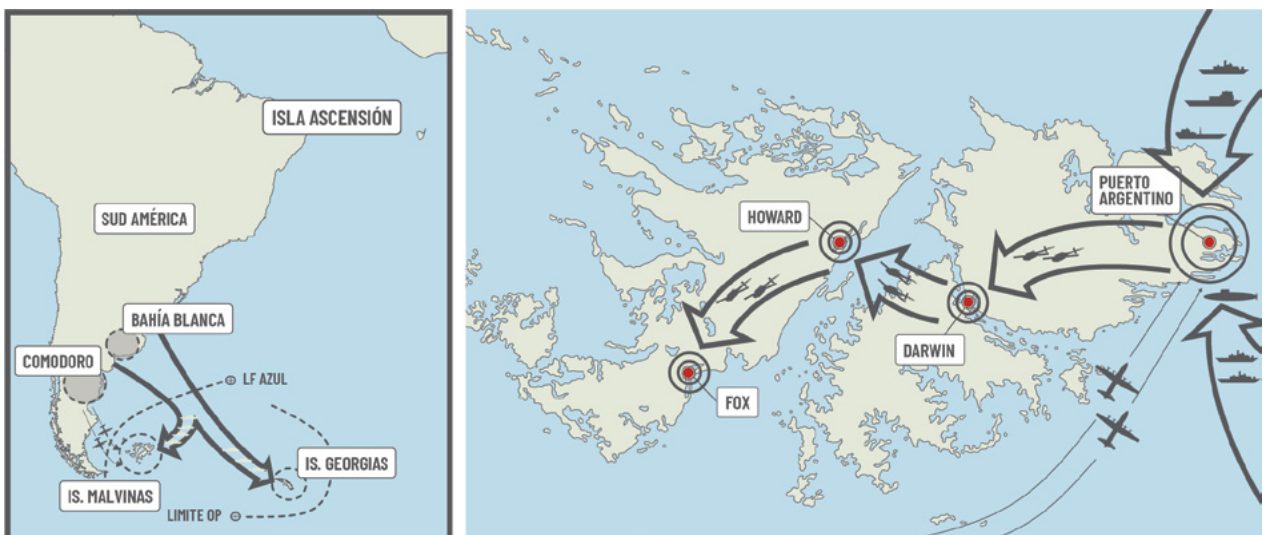 ISLA ASCENSIÓN
SUD AMÉRICA
BAHÍA BLANCA
COMODORO
LF AZUL
IS. GEORGIAS
IS. MALVINAS
LIMITE OP
PUERTO
ARGENTINO
HOWARD
DARWIN
FOX